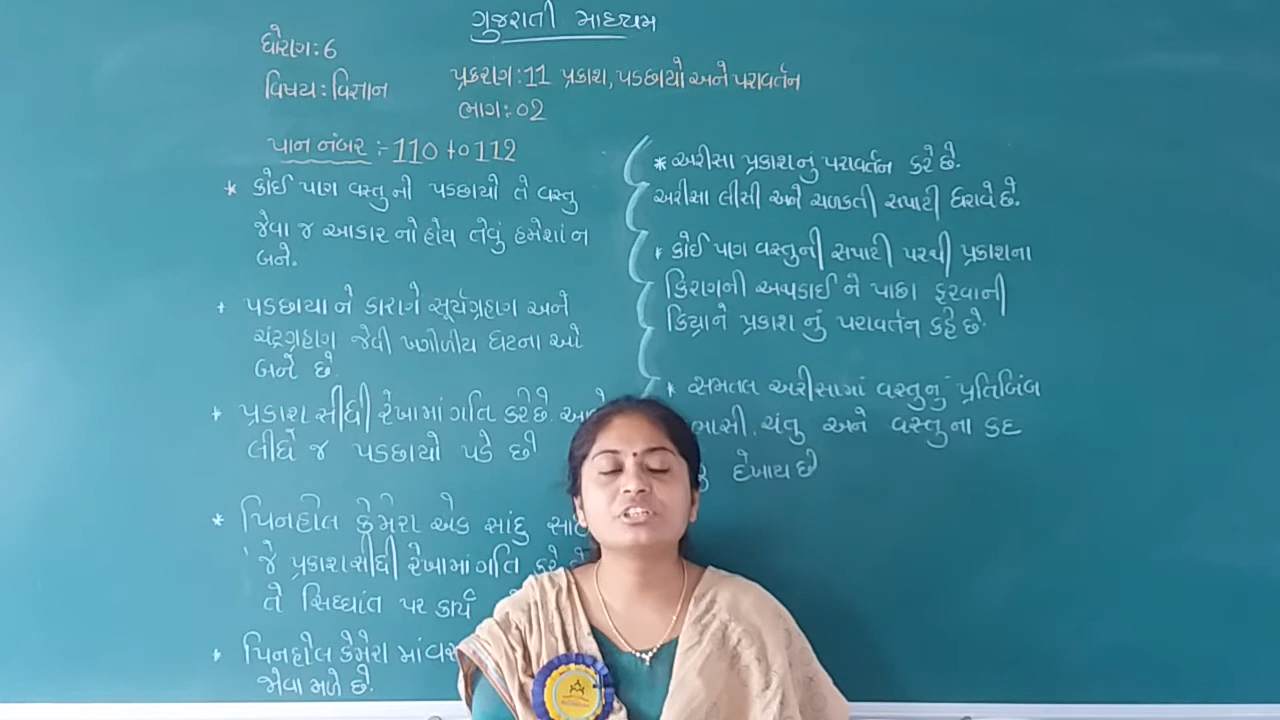 ગુજરાતી માધ્યમ
ધોરણ:6
વિષય: વિજ્ઞાન
પ્રકરણ:11 પ્રકાશ, પડછાયો અને પરાવર્તન
ભાગ:02
પાન નંબર :- 110 to 112
* કોઈ પણ વસ્તુનો પડછાયો તે વસ્તુ
જેવા જ આકાર નો હોય તેવું હમેશાં ન
બને.
* પડછાયા ને કારણે સૂર્યગ્રહણ અને
ચંદ્રગ્રહણ જેવી ખગોળીય ઘટના ઓ
બને છે.
* પ્રકાશ સીધી રેખામાં ગતિ કરે છે.
લીધે જ પડછાયો પડે છે
* પિનહોલ કેમેરા એક સાદુ
જે પ્રકાશ સીધી રેખામાં ગતિ કરે
તે સિધ્ધાંત પર કાર્ય
* પિનહોલ કેમેરા માં
જોવા મળે છે.
* અરીસા પ્રકાશનું પરાવર્તન કરે છે.
અરીસા લીસી અને ચળકતી સપાટી ધરાવે છે.
* કોઈ પણ વસ્તુની સપાટી પરથી પ્રકાશના
કિરણની અથડાઈ ને પાછા ફરવાની
ક્રિયાને પ્રકાશ નું પરાવર્તન કહે છે.
* સમતલ અરીસામાં વસ્તુનું પ્રતિબિંબ
ચંતુ અને વસ્તુના કદ
દેખાય છે